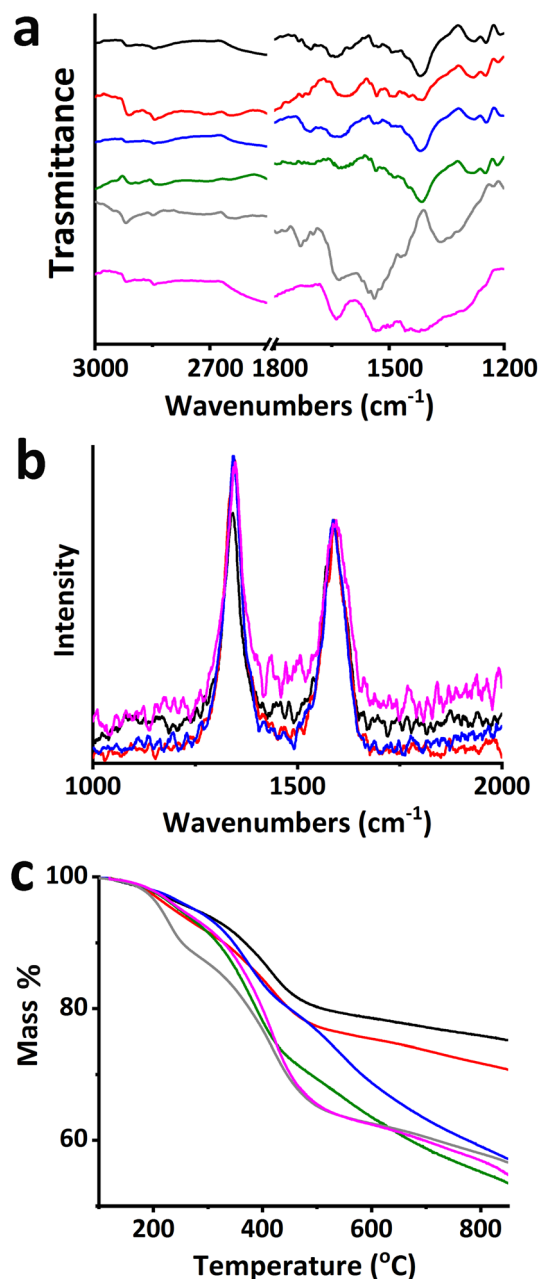 a
Trasmittance
3000 2700 1800 1500 1200
Wavenumbers (cm⁻¹)
b
Intensity
1000 1500 2000
Wavenumbers (cm⁻¹)
c
100
80
60
Mass %
200 400 600 800
Temperature (⁰C)